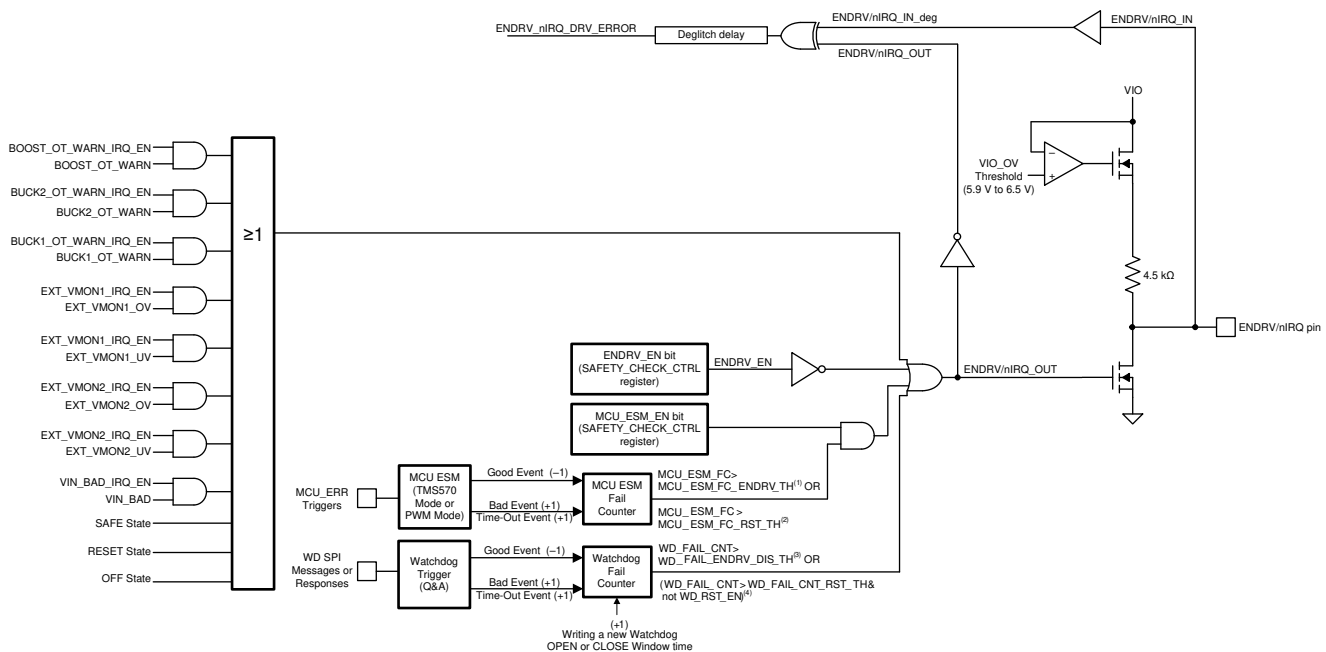 ENDRV_nIRQ_DRV_ERROR
Deglitch delay
ENDRV/nIRQ_IN_deg
ENDRV/nIRQ_IN
ENDRV/nIRQ_OUT
VIO
VIO_OV
Threshold
(5.9 V to 6.5 V)
−
+
4.5 kΩ
ENDRV/nIRQ pin
BOOST_OT_WARN_IRQ_EN
BOOST_OT_WARN
BUCK2_OT_WARN_IRQ_EN
BUCK2_OT_WARN
BUCK1_OT_WARN_IRQ_EN
BUCK1_OT_WARN
EXT_VMON1_IRQ_EN
EXT_VMON1_OV
EXT_VMON1_IRQ_EN
EXT_VMON1_UV
EXT_VMON2_IRQ_EN
EXT_VMON2_OV
EXT_VMON2_IRQ_EN
EXT_VMON2_UV
VIN_BAD_IRQ_EN
VIN_BAD
SAFE State
RESET State
OFF State
≥1
ENDRV_EN bit
(SAFETY_CHECK_CTRL
register)
ENDRV_EN
ENDRV/nIRQ_OUT
MCU_ESM_EN bit
(SAFETY_CHECK_CTRL
register)
MCU_ERR
Triggers
MCU ESM
(TMS570
Mode or
PWM Mode)
Good Event (−1)
Bad Event (+1)
Time-Out Event (+1)
MCU ESM
Fail
Counter
MCU_ESM_FC>
MCU_ESM_FC_ENDRV_TH(1) OR
MCU_ESM_FC >
MCU_ESM_FC_RST_TH(2)
WD SPI
Messages or
Responses
Watchdog
Trigger
(Q&A)
Good Event (−1)
Bad Event (+1)
Time-Out Event (+1)
Watchdog
Fail
Counter
WD_FAIL_CNT>
WD_FAIL_ENDRV_DIS_TH(3) OR
(WD_FAIL_CNT> WD_FAIL_CNT_RST_TH&
not WD_RST_EN)(4)
(+1)
Writing a new Watchdog
OPEN or CLOSE Window time